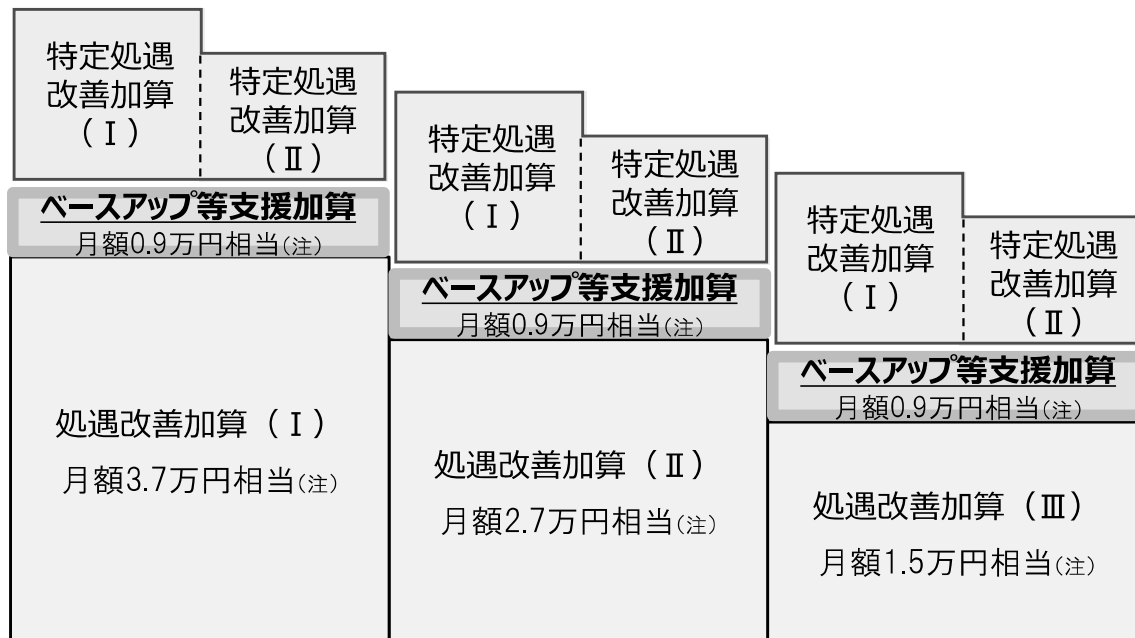 特定処遇
改善加算
（Ⅰ）
特定処遇
改善加算
（Ⅱ）
ベースアップ等支援加算
月額0.9万円相当(注)
処遇改善加算（Ⅰ）
月額3.7万円相当(注)
特定処遇
改善加算
（Ⅰ）
特定処遇
改善加算
（Ⅱ）
ベースアップ等支援加算
月額0.9万円相当(注)
処遇改善加算（Ⅱ）
月額2.7万円相当(注)
特定処遇
改善加算
（Ⅰ）
特定処遇
改善加算
（Ⅱ）
ベースアップ等支援加算
月額0.9万円相当(注)
処遇改善加算（Ⅲ）
月額1.5万円相当(注)